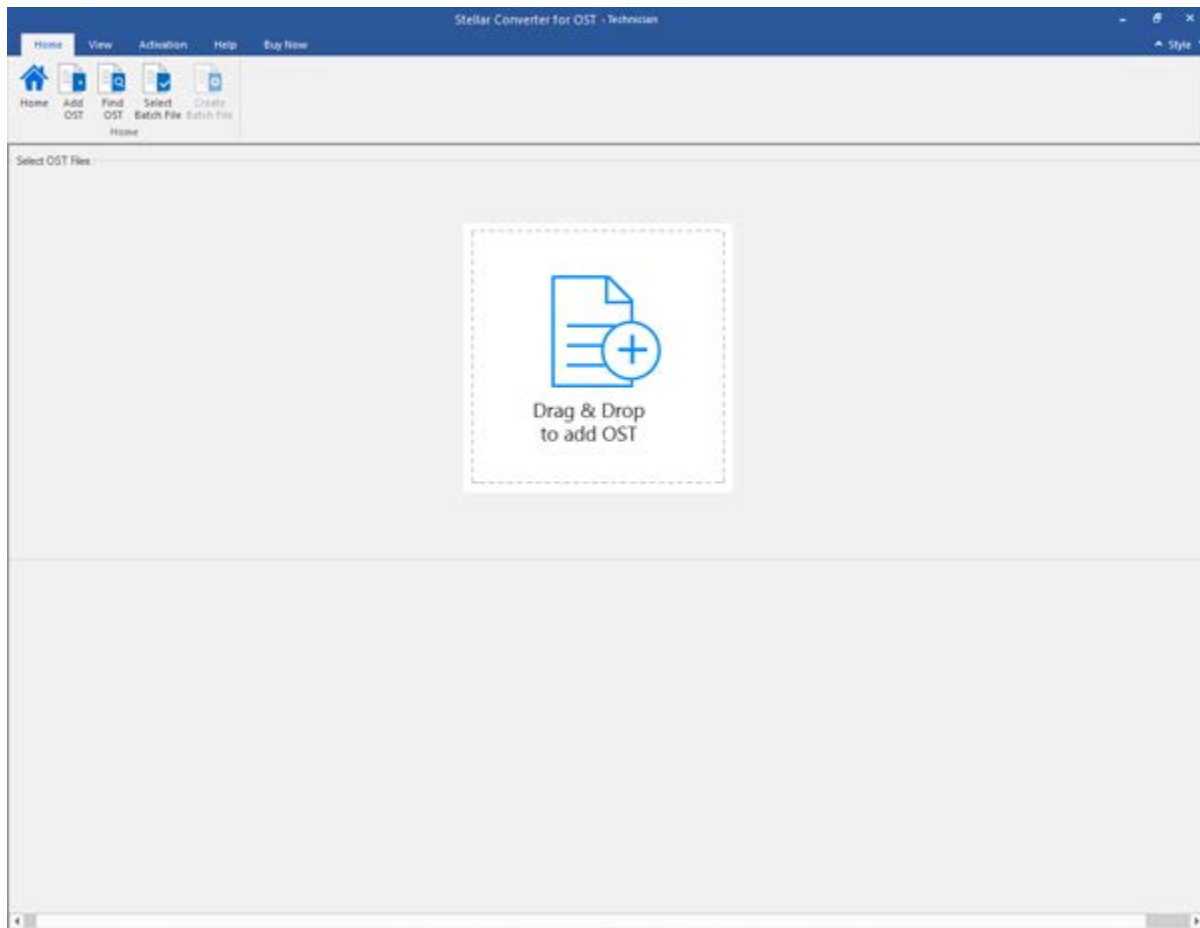 Stellar Converter for OST - Technician
Home View Activation Help Buy Now
Style
Home Add OST Find OST Select Batch File Create Batch File
Home
Select OST Files
Drag & Drop
to add OST